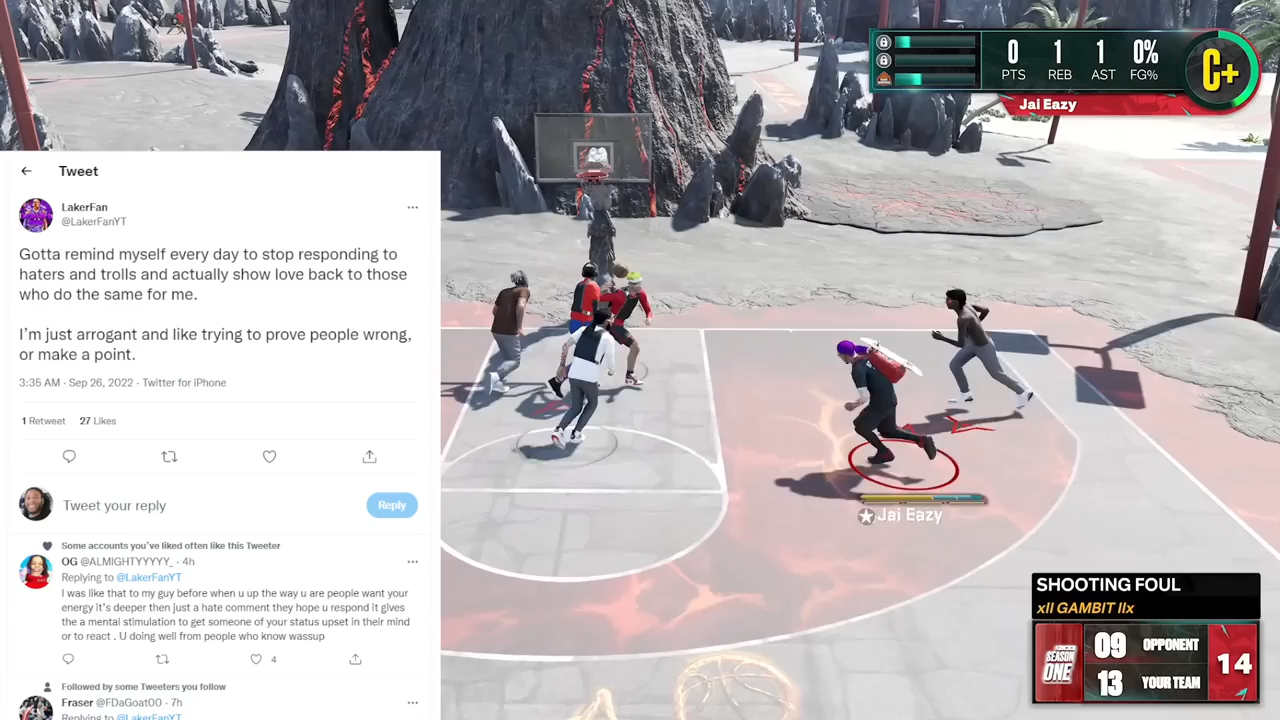 Tweet
LakerFan
@LakerFanYT
Gotta remind myself every day to stop responding to
haters and trolls and actually show love back to those
who do the same for me.
I'm just arrogant and like trying to prove people wrong,
or make a point.
3:35 AM · Sep 26, 2022 · Twitter for iPhone
1 Retweet 27 Likes
Tweet your reply
Reply
Some accounts you've liked often like this Tweeter
OG @ALMIGHTYYYYY_ · 4h
Replying to @LakerFanYT
I was like that to my guy before when u up the way u are people want your
energy it's deeper then just a hate comment they hope u respond it gives
the a mental stimulation to get someone of your status upset in their mind
or to react . U doing well from people who know wassup
4
Followed by some Tweeters you follow
Fraser @FDaGoat00 · 7h
Replying to @LakerFanYT
0 1 1 0%
PTS REB AST FG%
C+
Jai Eazy
Jai Eazy
SHOOTING FOUL
xII GAMBIT IIx
SEASON
ONE
09 OPPONENT
13 YOUR TEAM
14